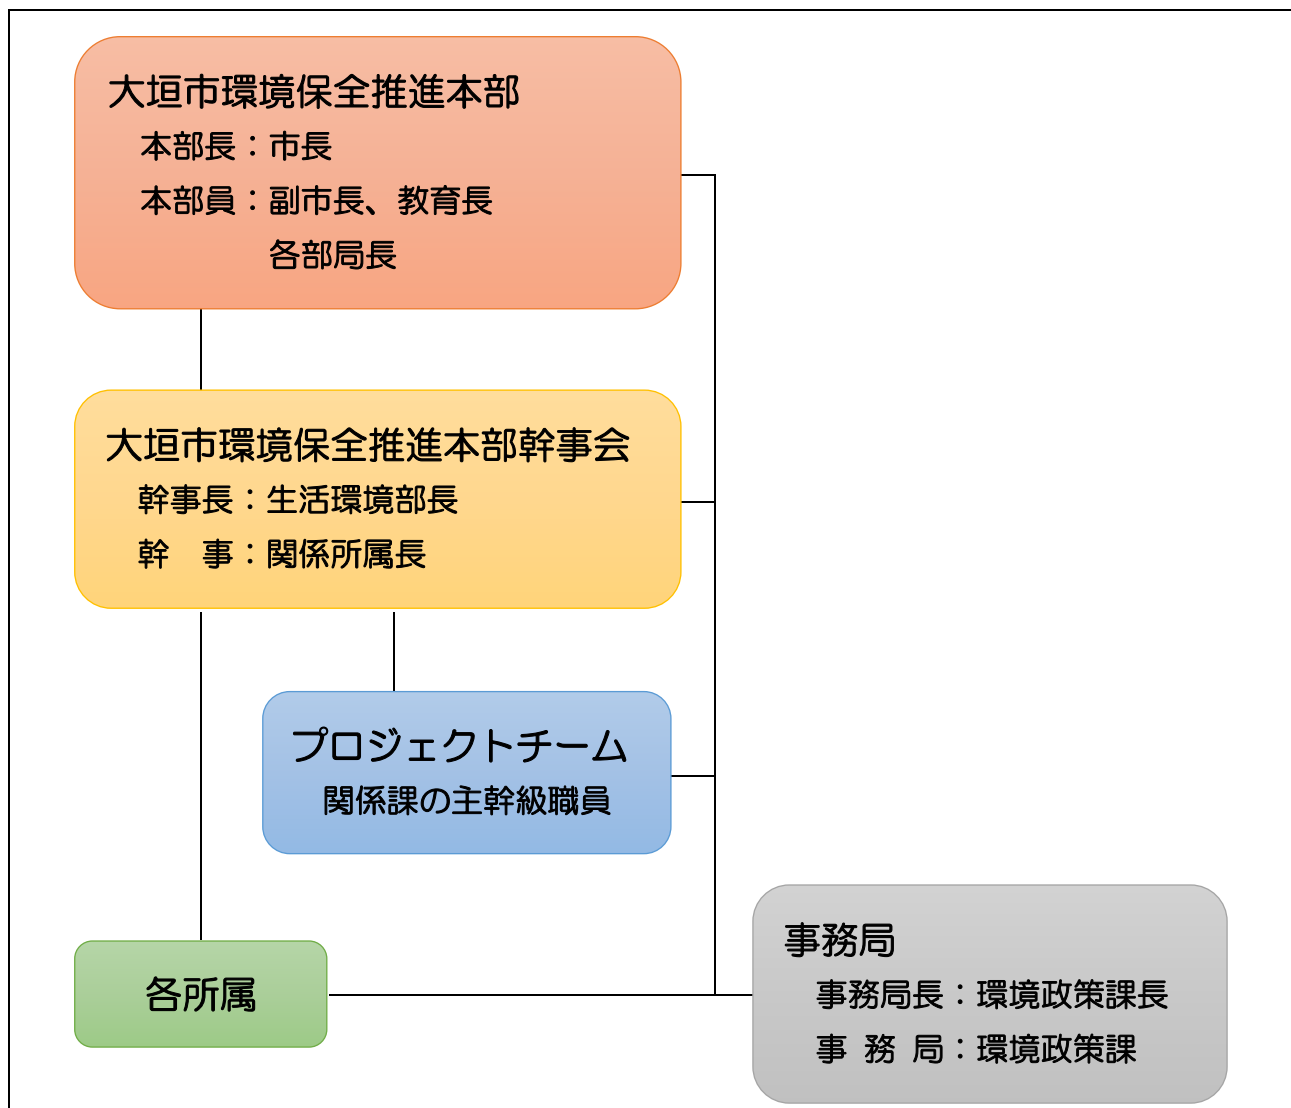 大垣市環境保全推進本部
本部長：市長
本部員：副市長、教育長
各部局長
大垣市環境保全推進本部幹事会
幹事長：生活環境部長
幹　事：関係所属長
プロジェクトチーム
関係課の主幹級職員
各所属
事務局
事務局長：環境政策課長
事 務 局：環境政策課